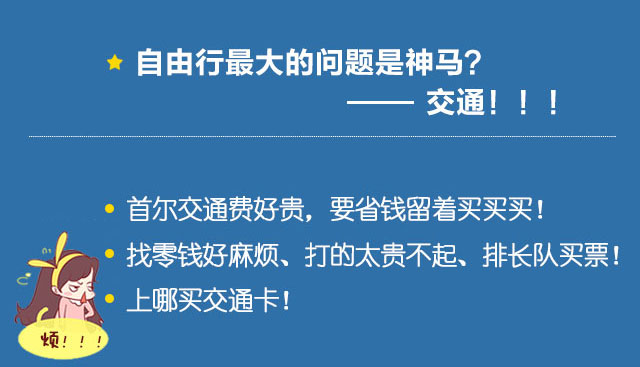 自由行最大的问题是神马?
—— 交通!!!
首尔交通费好贵,要省钱留着买买买!
找零钱好麻烦、打的太贵不起、排长队买票!
上哪买交通卡!
烦!!!